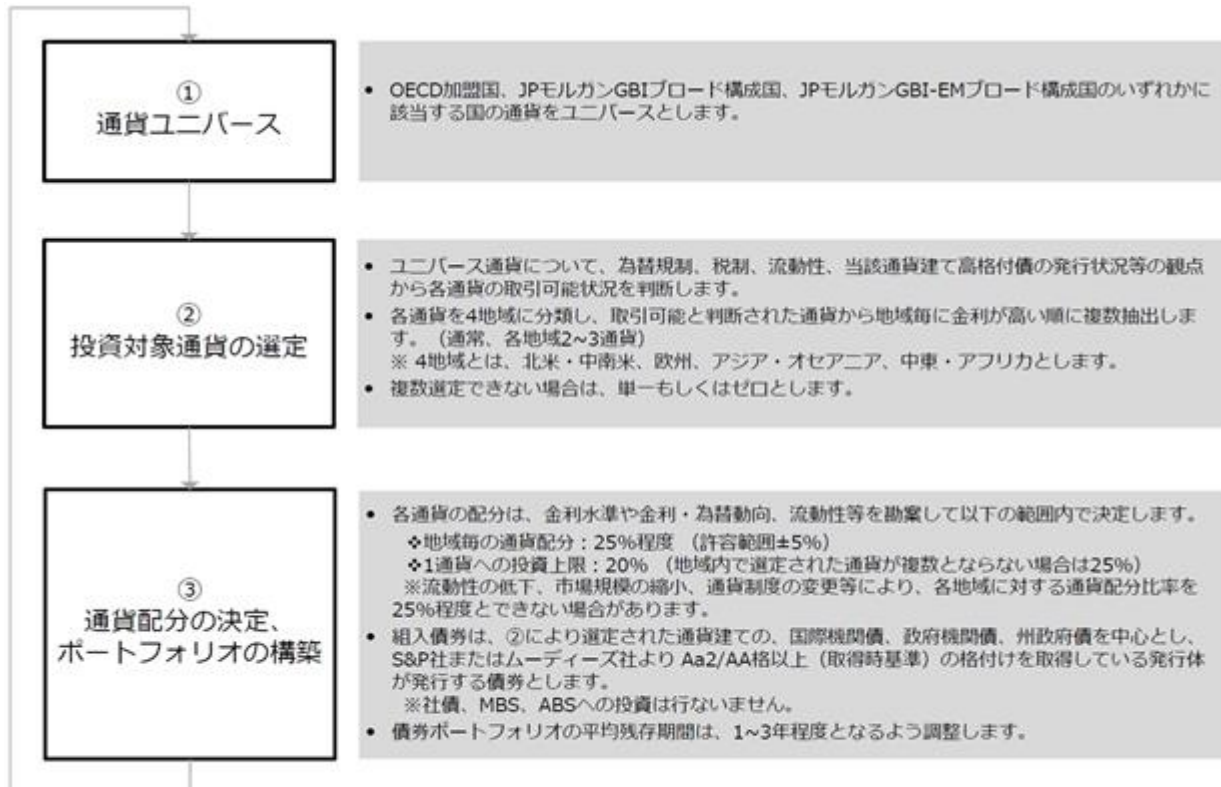 ①
通貨ユニバース
• OECD加盟国、JPモルガンGBIブロード構成国、JPモルガンGBI-EMブロード構成国のいずれかに
該当する国の通貨をユニバースとします。
②
投資対象通貨の選定
• ユニバース通貨について、為替規制、税制、流動性、当該通貨建て高格付債の発行状況等の観点
から各通貨の取引可能状況を判断します。
• 各通貨を4地域に分類し、取引可能と判断された通貨から地域毎に金利が高い順に複数抽出しま
す。（通常、各地域2~3通貨）
※ 4地域とは、北米・中南米、欧州、アジア・オセアニア、中東・アフリカとします。
• 複数選定できない場合は、単一もしくはゼロとします。
③
通貨配分の決定、
ポートフォリオの構築
• 各通貨の配分は、金利水準や金利・為替動向、流動性等を勘案して以下の範囲内で決定します。
❖地域毎の通貨配分：25%程度 （許容範囲±5%）
❖1通貨への投資上限：20% （地域内で選定された通貨が複数とならない場合は25%）
※流動性の低下、市場規模の縮小、通貨制度の変更等により、各地域に対する通貨配分比率を
25%程度とできない場合があります。
• 組入債券は、②により選定された通貨建ての、国際機関債、政府機関債、州政府債を中心とし、
S&P社またはムーディーズ社より Aa2/AA格以上（取得時基準）の格付けを取得している発行体
が発行する債券とします。
※社債、MBS、ABSへの投資は行ないません。
• 債券ポートフォリオの平均残存期間は、1~3年程度となるよう調整します。